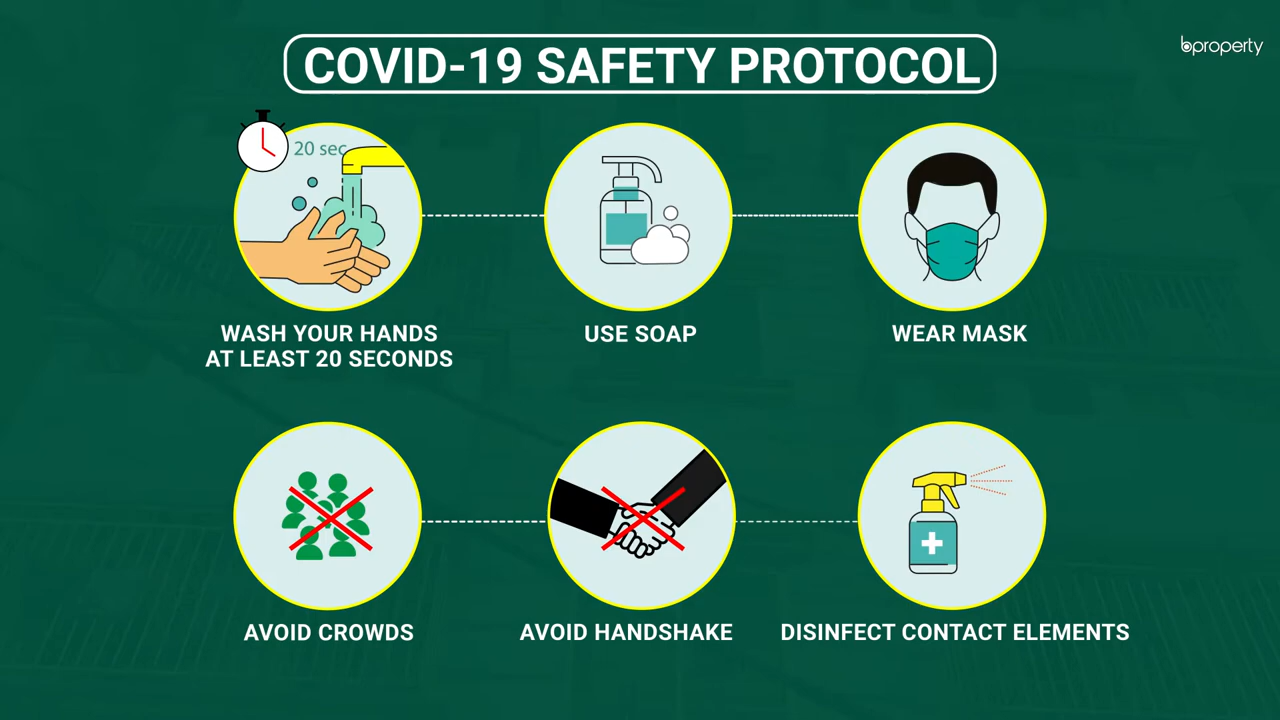 COVID-19 SAFETY PROTOCOL
bproperty
20 sec
WASH YOUR HANDS
AT LEAST 20 SECONDS
USE SOAP
WEAR MASK
AVOID CROWDS
AVOID HANDSHAKE
DISINFECT CONTACT ELEMENTS